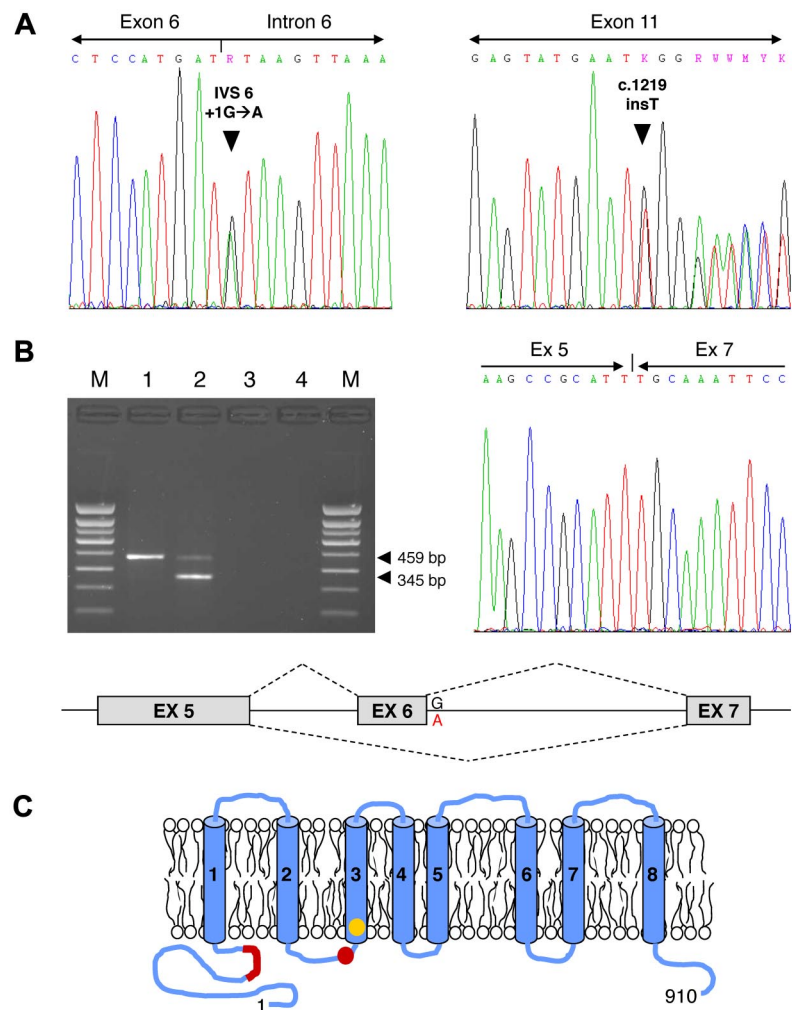 A
Exon 6 Intron 6
C T C C A T G A T R T A A G T T A A A
IVS 6
+1G→A
Exon 11
G A G T A T G A A T K G G R W W M Y K
c.1219
insT
B
M 1 2 3 4 M
459 bp
345 bp
Ex 5 Ex 7
A A G C C G C A T T T G C A A A T T C C
EX 5 EX 6 G EX 7
A
C
1 2 3 4 5 6 7 8
1
910